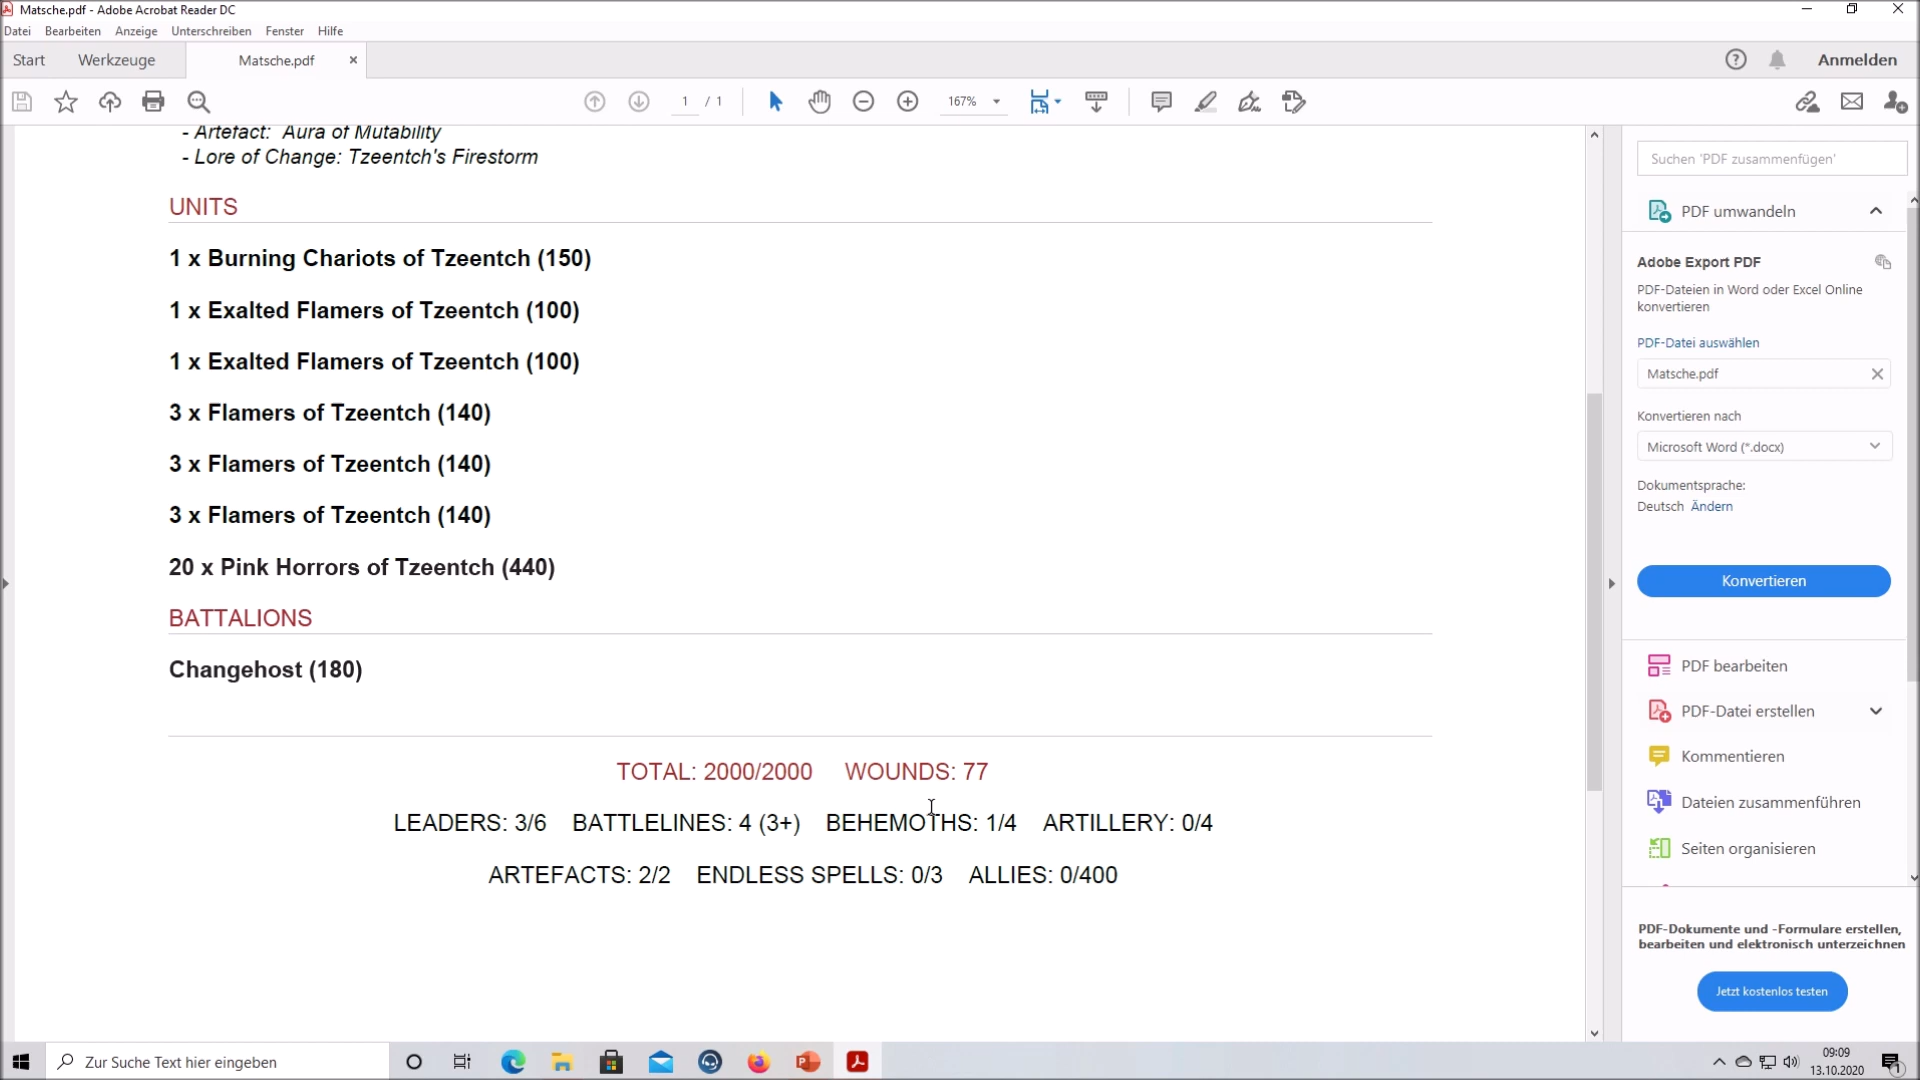 Matsche.pdf - Adobe Acrobat Reader DC
Datei Bearbeiten Anzeige Unterschreiben Fenster Hilfe
Start Werkzeuge Matsche.pdf × Anmelden
1 / 1 167%
- Artefact: Aura of Mutability
- Lore of Change: Tzeentch's Firestorm
UNITS
1 x Burning Chariots of Tzeentch (150)
1 x Exalted Flamers of Tzeentch (100)
1 x Exalted Flamers of Tzeentch (100)
3 x Flamers of Tzeentch (140)
3 x Flamers of Tzeentch (140)
3 x Flamers of Tzeentch (140)
20 x Pink Horrors of Tzeentch (440)
BATTALIONS
Changehost (180)
TOTAL: 2000/2000 WOUNDS: 77
LEADERS: 3/6 BATTLELINES: 4 (3+) BEHEMOTHS: 1/4 ARTILLERY: 0/4
ARTEFACTS: 2/2 ENDLESS SPELLS: 0/3 ALLIES: 0/400
Suchen 'PDF zusammenfügen'
PDF umwandeln
Adobe Export PDF
PDF-Dateien in Word oder Excel Online
konvertieren
PDF-Datei auswählen
Matsche.pdf
Konvertieren nach
Microsoft Word (*.docx)
Dokumentsprache:
Deutsch Ändern
Konvertieren
PDF bearbeiten
PDF-Datei erstellen
Kommentieren
Dateien zusammenführen
Seiten organisieren
PDF-Dokumente und -Formulare erstellen,
bearbeiten und elektronisch unterzeichnen
Jetzt kostenlos testen
Zur Suche Text hier eingeben
09:09
13.10.2020
1